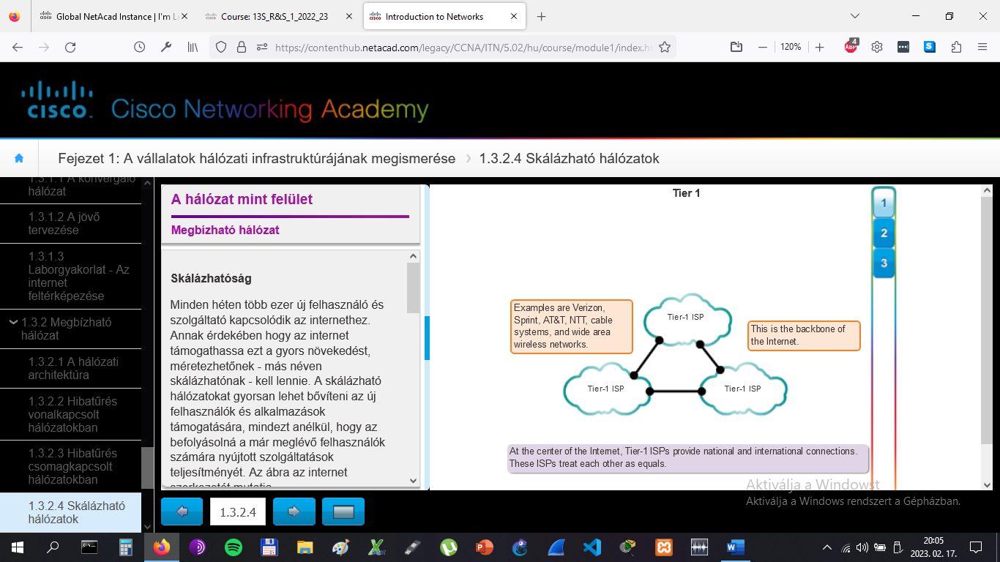 Global NetAcad Instance | I'm Le
Course: 13S_R&S_1_2022_23
Introduction to Networks
https://contenthub.netacad.com/legacy/CCNA/ITN/5.02/hu/course/module1/index.ht
120%
ABP
4
S
CISCO
Cisco Networking Academy
Fejezet 1: A vállalatok hálózati infrastruktúrájának megismerése
1.3.2.4 Skálázható hálózatok
1.3.1.1 A konvergáló
hálózat
1.3.1.2 A jövő
tervezése
1.3.1.3
Laborgyakorlat - Az
internet
feltérképezése
1.3.2 Megbízható
hálózat
1.3.2.1 A hálózati
architektúra
1.3.2.2 Hibatűrés
vonalkapcsolt
hálózatokban
1.3.2.3 Hibatűrés
csomagkapcsolt
hálózatokban
1.3.2.4 Skálázható
hálózatok
A hálózat mint felület
Megbízható hálózat
Skálázhatóság
Minden héten több ezer új felhasználó és
szolgáltató kapcsolódik az internethez.
Annak érdekében hogy az internet
támogathassa ezt a gyors növekedést,
méretezhetőnek - más néven
skálázhatónak - kell lennie. A skálázható
hálózatokat gyorsan lehet bővíteni az új
felhasználók és alkalmazások
támogatására, mindezt anélkül, hogy az
befolyásolná a már meglévő felhasználók
számára nyújtott szolgáltatások
teljesítményét. Az ábra az internet
szerkezetét mutatja
1.3.2.4
Tier 1
1
2
3
Examples are Verizon,
Sprint, AT&T, NTT, cable
systems, and wide area
wireless networks.
Tier-1 ISP
This is the backbone of
the Internet.
Tier-1 ISP
Tier-1 ISP
At the center of the Internet, Tier-1 ISPs provide national and international connections.
These ISPs treat each other as equals.
Aktiválja a Windowst
Aktiválja a Windows rendszert a Gépházban.
20:05
2023. 02. 17.